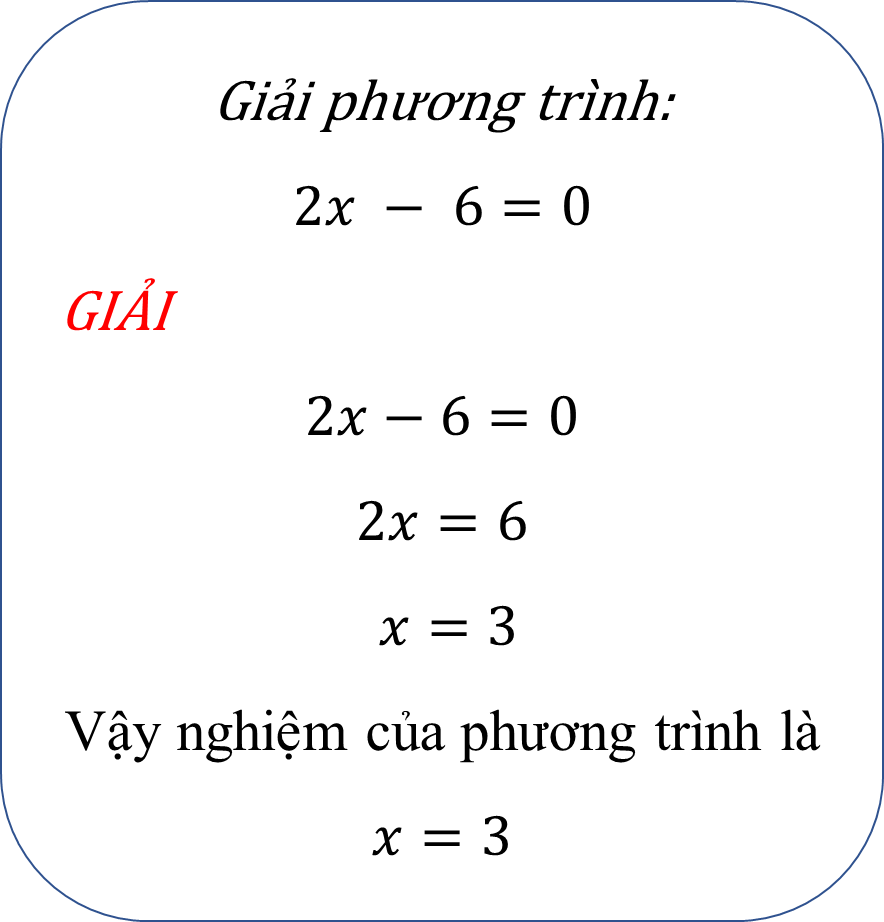 Giải phương trình:
2x − 6 = 0
GIẢI
2x − 6 = 0
2x = 6
x = 3
Vậy nghiệm của phương trình là
x = 3